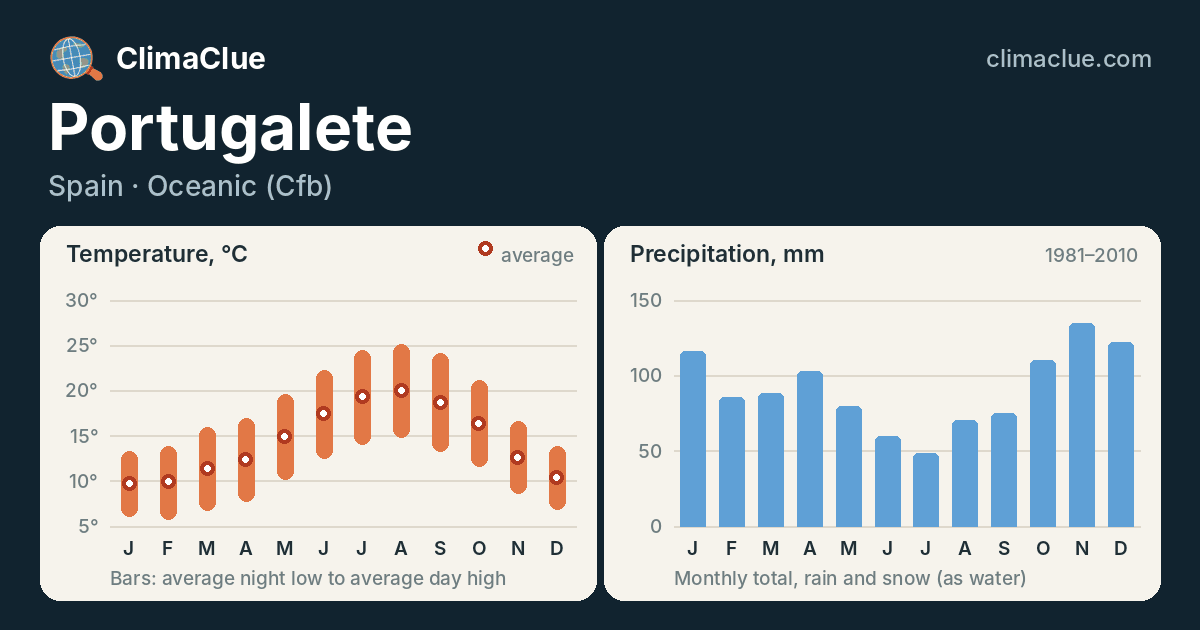 ClimaClue
climaclue.com
Portugalete
Spain · Oceanic (Cfb)
Temperature, °C
average
30°
25°
20°
15°
10°
5°
J F M A M J J A S O N D
Bars: average night low to average day high
Precipitation, mm
1981–2010
150
100
50
0
J F M A M J J A S O N D
Monthly total, rain and snow (as water)